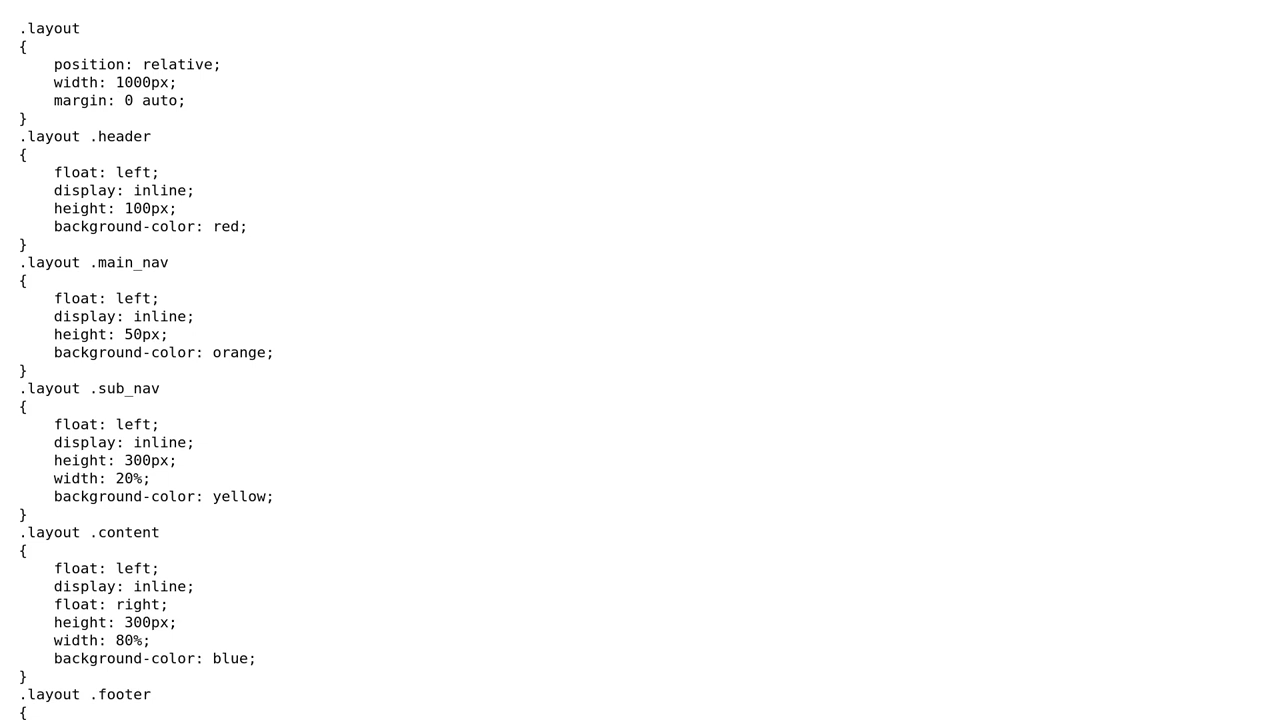 .layout
{
    position: relative;
    width: 1000px;
    margin: 0 auto;
}
.layout .header
{
    float: left;
    display: inline;
    height: 100px;
    background-color: red;
}
.layout .main_nav
{
    float: left;
    display: inline;
    height: 50px;
    background-color: orange;
}
.layout .sub_nav
{
    float: left;
    display: inline;
    height: 300px;
    width: 20%;
    background-color: yellow;
}
.layout .content
{
    float: left;
    display: inline;
    float: right;
    height: 300px;
    width: 80%;
    background-color: blue;
}
.layout .footer
{